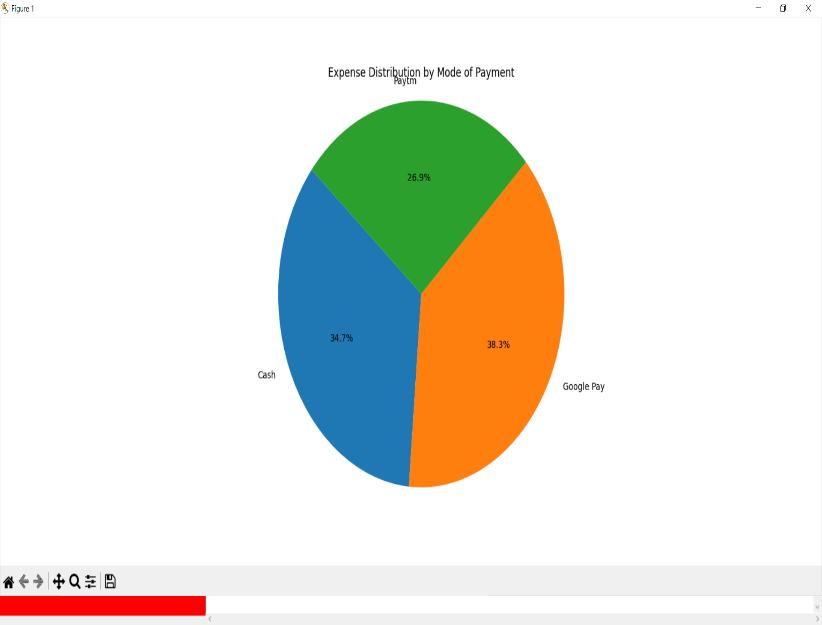 Figure 1
Expense Distribution by Mode of Payment
Paytm
26.9%
34.7%
38.3%
Cash
Google Pay